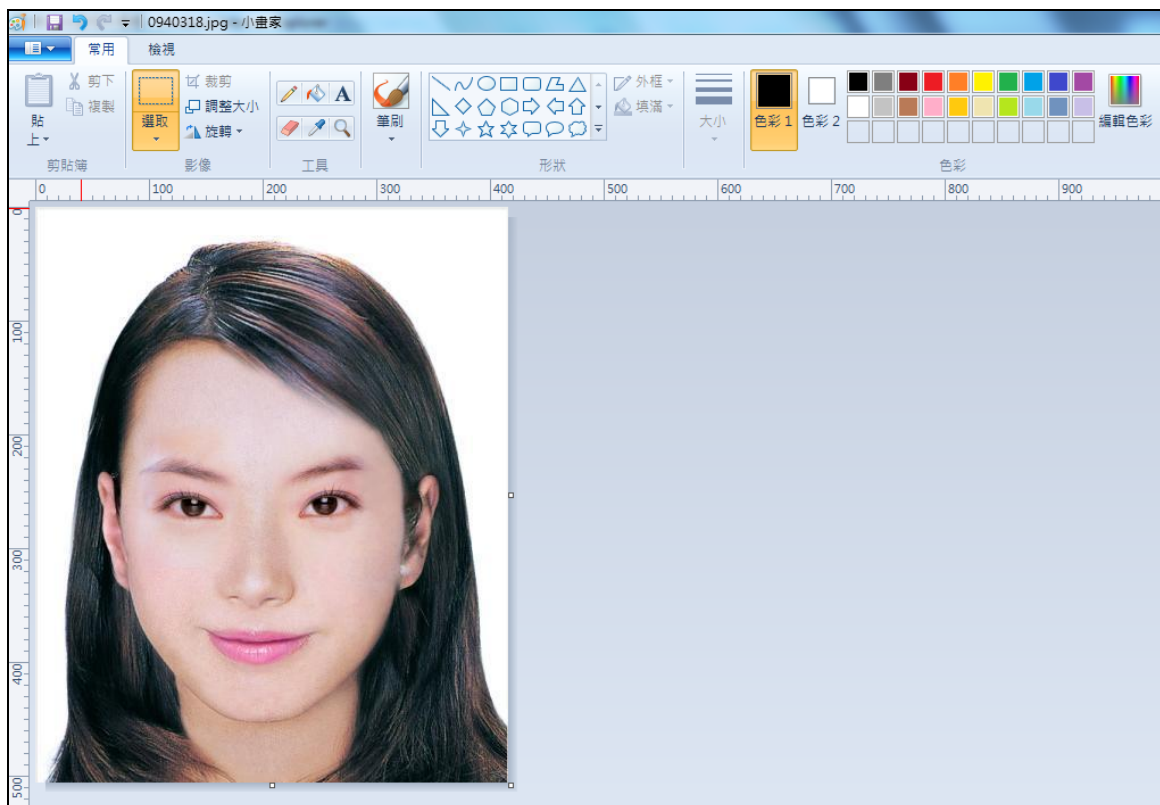 0940318.jpg - 小畫家
常用 檢視
貼上
剪下
複製
剪貼簿
選取
裁剪
調整大小
旋轉
影像
A
工具
筆刷
形狀
外框
填滿
大小
色彩 1
色彩 2
編輯色彩
色彩
0 100 200 300 400 500 600 700 800 900
0
100
200
300
400
500